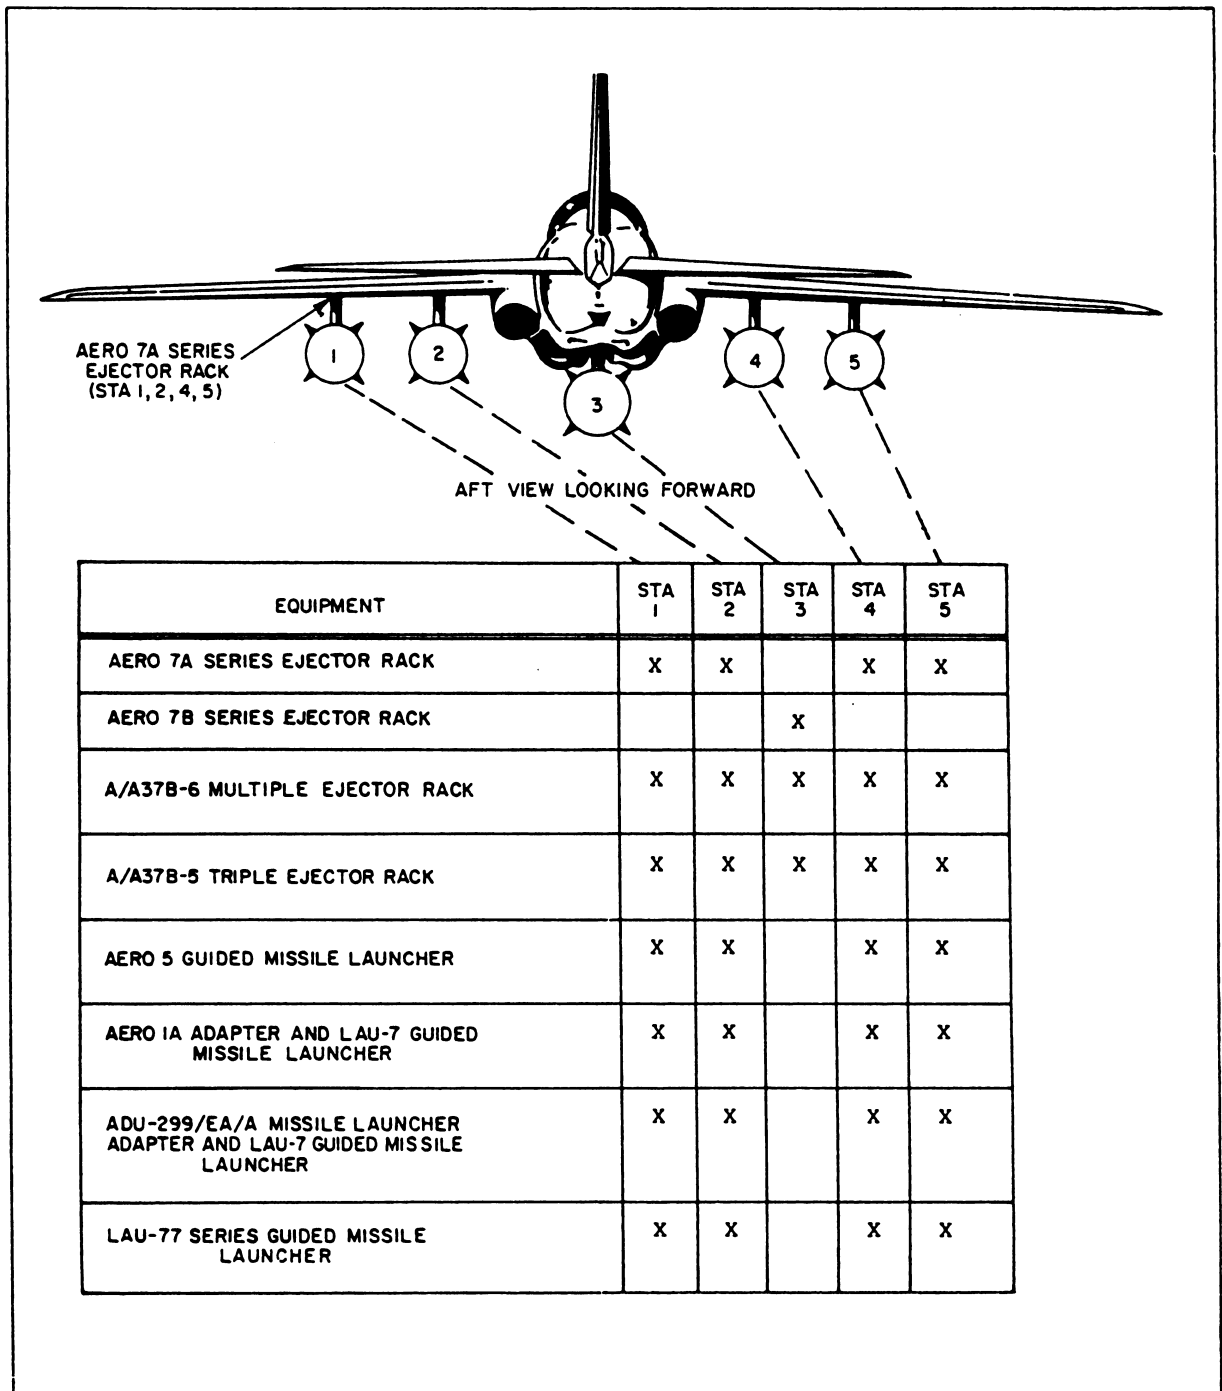 AERO 7A SERIES
EJECTOR RACK
(STA 1, 2, 4, 5)
1
2
3
4
5
AFT VIEW LOOKING FORWARD
EQUIPMENT
STA 1
STA 2
STA 3
STA 4
STA 5
AERO 7A SERIES EJECTOR RACK X X X X
AERO 7B SERIES EJECTOR RACK X
A/A37B-6 MULTIPLE EJECTOR RACK X X X X X
A/A37B-5 TRIPLE EJECTOR RACK X X X X X
AERO 5 GUIDED MISSILE LAUNCHER X X X X
AERO 1A ADAPTER AND LAU-7 GUIDED
MISSILE LAUNCHER X X X X
ADU-299/EA/A MISSILE LAUNCHER
ADAPTER AND LAU-7 GUIDED MISSILE
LAUNCHER X X X X
LAU-77 SERIES GUIDED MISSILE
LAUNCHER X X X X